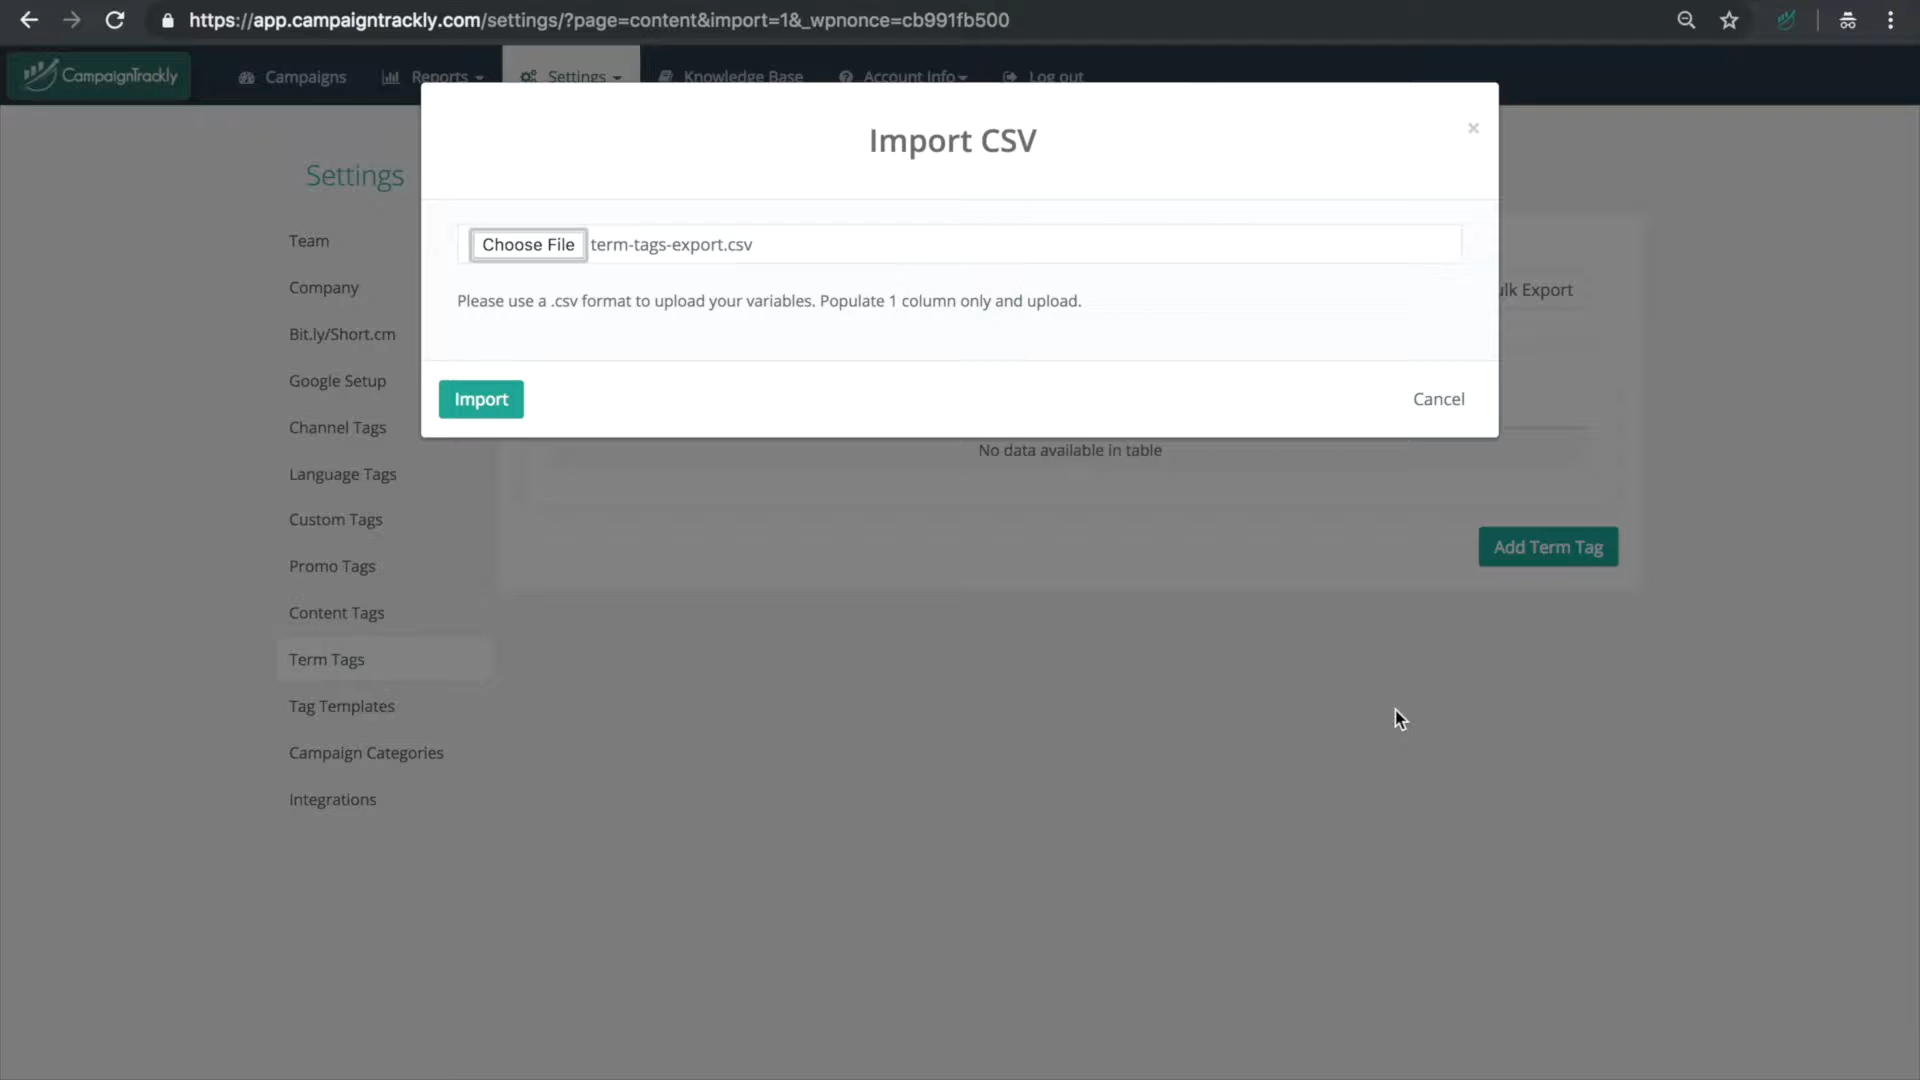 https://app.campaigntrackly.com/settings/?page=content&import=1&_wpnonce=cb991fb500
CampaignTrackly
Campaigns
Reports
Settings
Knowledge Base
Account Info
Log out
Import CSV
×
Settings
Team
Choose File term-tags-export.csv
Company
ulk Export
Please use a .csv format to upload your variables. Populate 1 column only and upload.
Bit.ly/Short.cm
Google Setup
Import
Cancel
Channel Tags
No data available in table
Language Tags
Custom Tags
Add Term Tag
Promo Tags
Content Tags
Term Tags
Tag Templates
Campaign Categories
Integrations